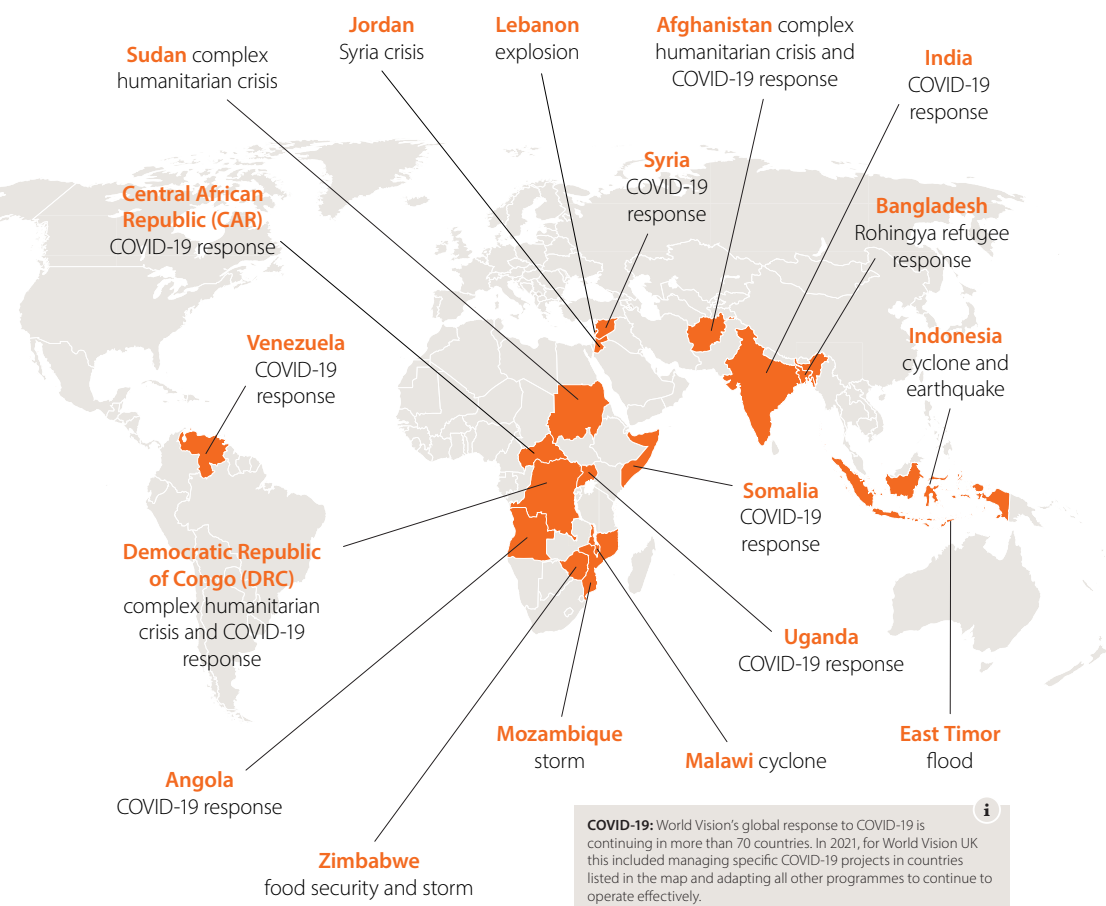 Jordan
Syria crisis
Lebanon
explosion
Afghanistan complex
humanitarian crisis and
COVID-19 response
Sudan complex
humanitarian crisis
India
COVID-19
response
Syria
COVID-19
response
Central African
Republic (CAR)
COVID-19 response
Bangladesh
Rohingya refugee
response
Venezuela
COVID-19
response
Indonesia
cyclone and
earthquake
Somalia
COVID-19
response
Democratic Republic
of Congo (DRC)
complex humanitarian
crisis and COVID-19
response
Uganda
COVID-19 response
Mozambique
storm
Malawi cyclone
East Timor
flood
Angola
COVID-19 response
Zimbabwe
food security and storm
i
COVID-19: World Vision's global response to COVID-19 is
continuing in more than 70 countries. In 2021, for World Vision UK
this included managing specific COVID-19 projects in countries
listed in the map and adapting all other programmes to continue to
operate effectively.